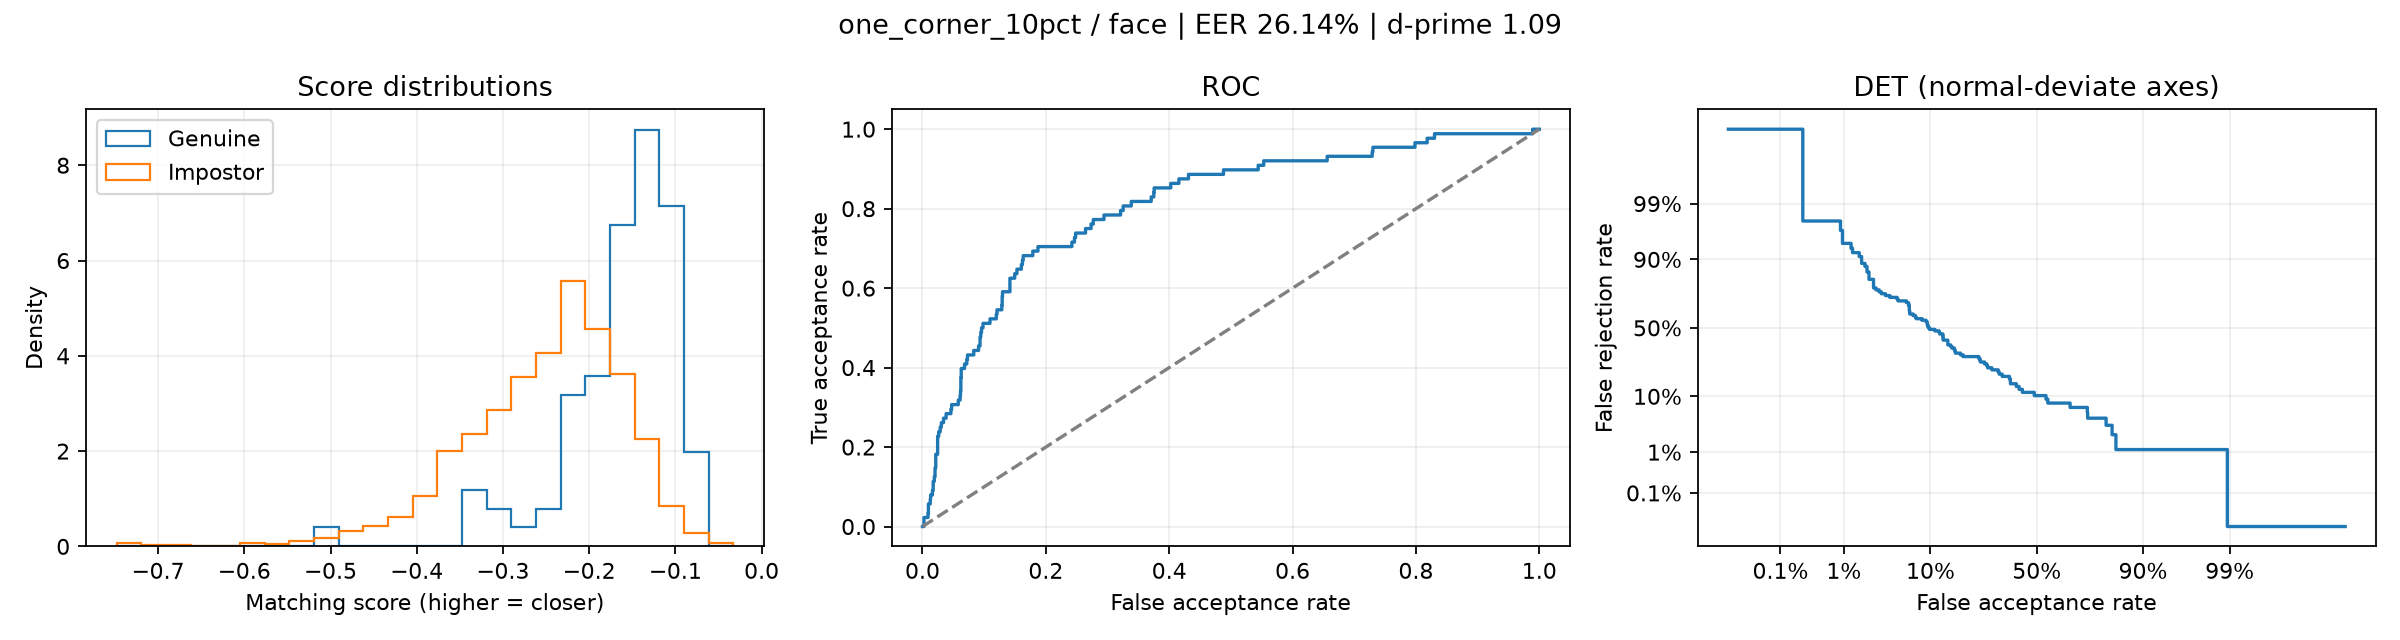 one_corner_10pct / face | EER 26.14% | d-prime 1.09
Score distributions
Genuine
Impostor
Density
8
6
4
2
0
−0.7 −0.6 −0.5 −0.4 −0.3 −0.2 −0.1 0.0
Matching score (higher = closer)
ROC
True acceptance rate
1.0
0.8
0.6
0.4
0.2
0.0
0.0 0.2 0.4 0.6 0.8 1.0
False acceptance rate
DET (normal-deviate axes)
False rejection rate
99%
90%
50%
10%
1%
0.1%
0.1% 1% 10% 50% 90% 99%
False acceptance rate